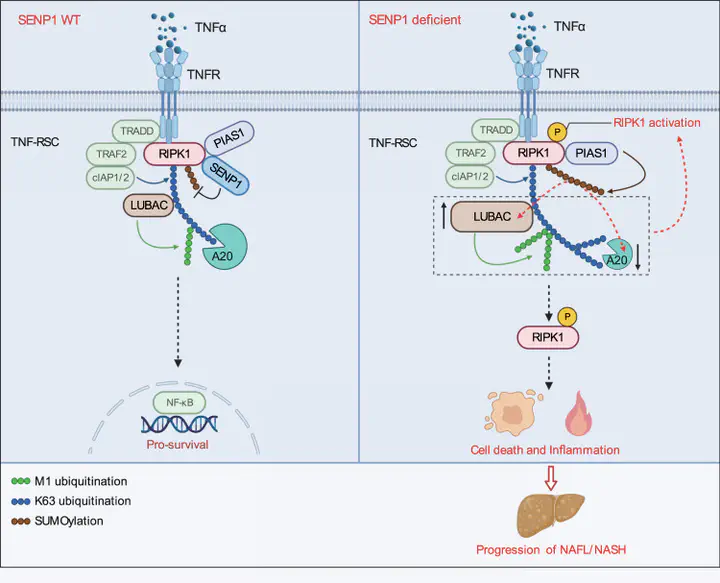 SENP1 WT
TNFα
TNFR
TNF-RSC
TRADD
TRAF2
cIAP1/2
RIPK1
PIAS1
SENP1
LUBAC
A20
NF-κB
Pro-survival
SENP1 deficient
TNFα
TNFR
TNF-RSC
TRADD
TRAF2
cIAP1/2
P
RIPK1 activation
RIPK1
PIAS1
LUBAC
A20
P
RIPK1
Cell death and Inflammation
Progression of NAFL/NASH
M1 ubiquitination
K63 ubiquitination
SUMOylation